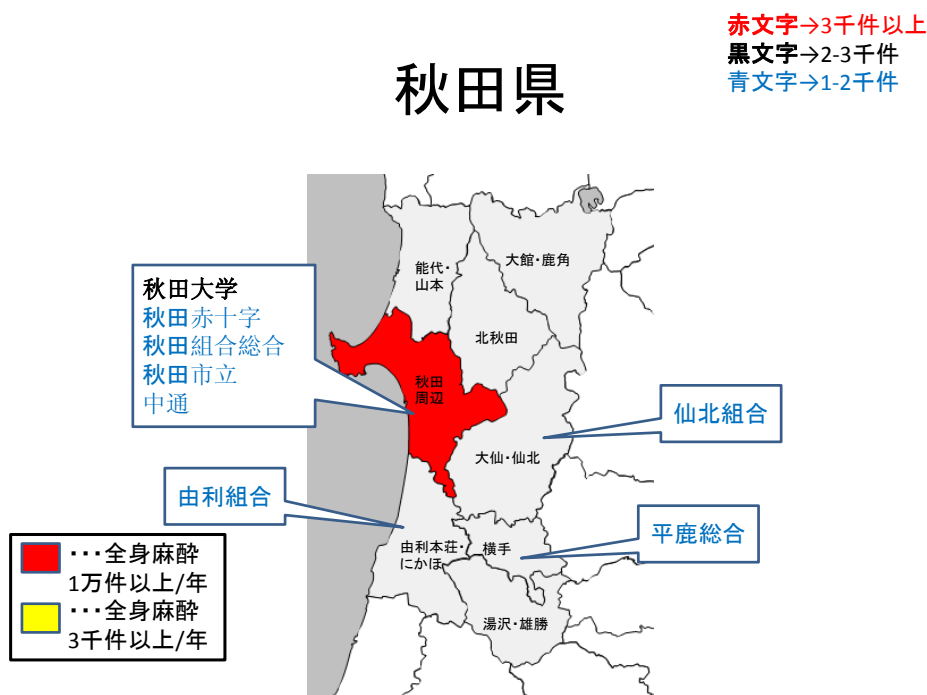 赤文字→3千件以上
黒文字→2-3千件
青文字→1-2千件
秋田県
能代・
山本
大館・鹿角
北秋田
秋田大学
秋田赤十字
秋田組合総合
秋田市立
中通
秋田
周辺
仙北組合
大仙・仙北
由利組合
平鹿総合
由利本荘・
にかほ
横手
湯沢・雄勝
・・・全身麻酔
1万件以上/年
・・・全身麻酔
3千件以上/年